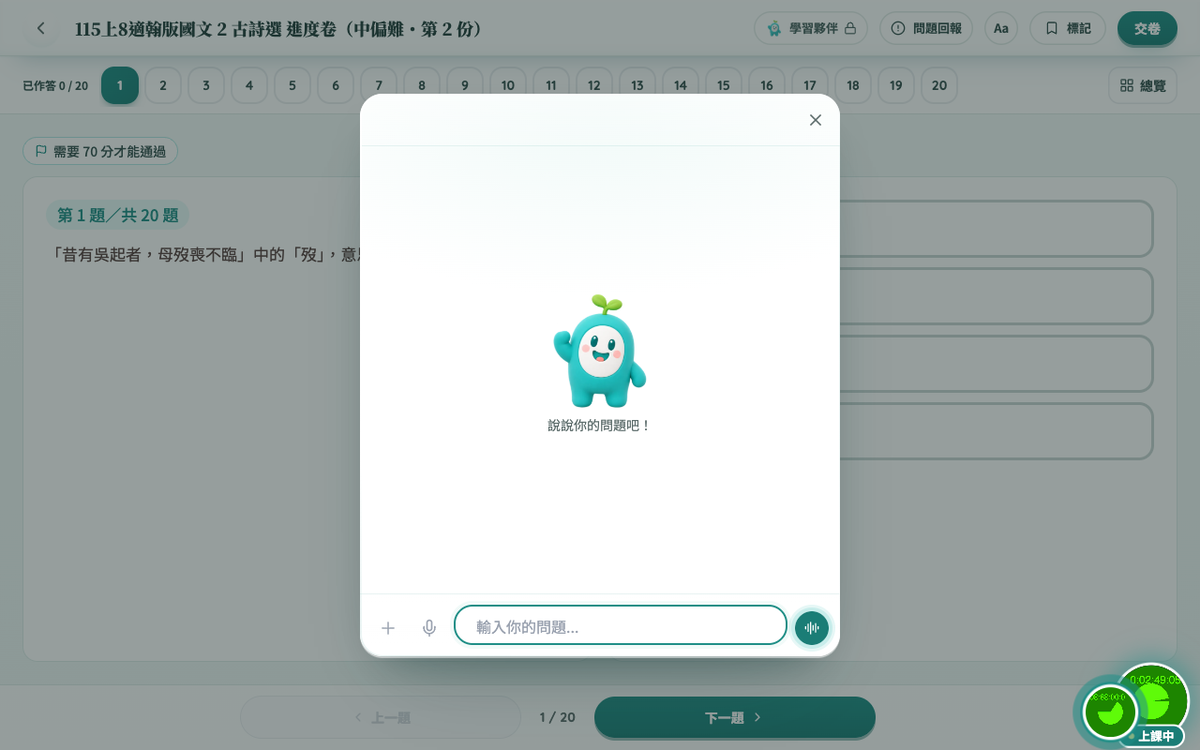 115上8適翰版國文 2 古詩選 進度卷（中偏難・第 2 份）
學習夥伴
問題回報
Aa
標記
交卷
已作答 0 / 20
1 2 3 4 5 6 7 8 9 10 11 12 13 14 15 16 17 18 19 20
總覽
需要 70 分才能通過
第 1 題／共 20 題
「昔有吳起者，母歿喪不臨」中的「歿」，意
說說你的問題吧！
輸入你的問題...
上一題
1 / 20
下一題
0:02:49:05
上課中